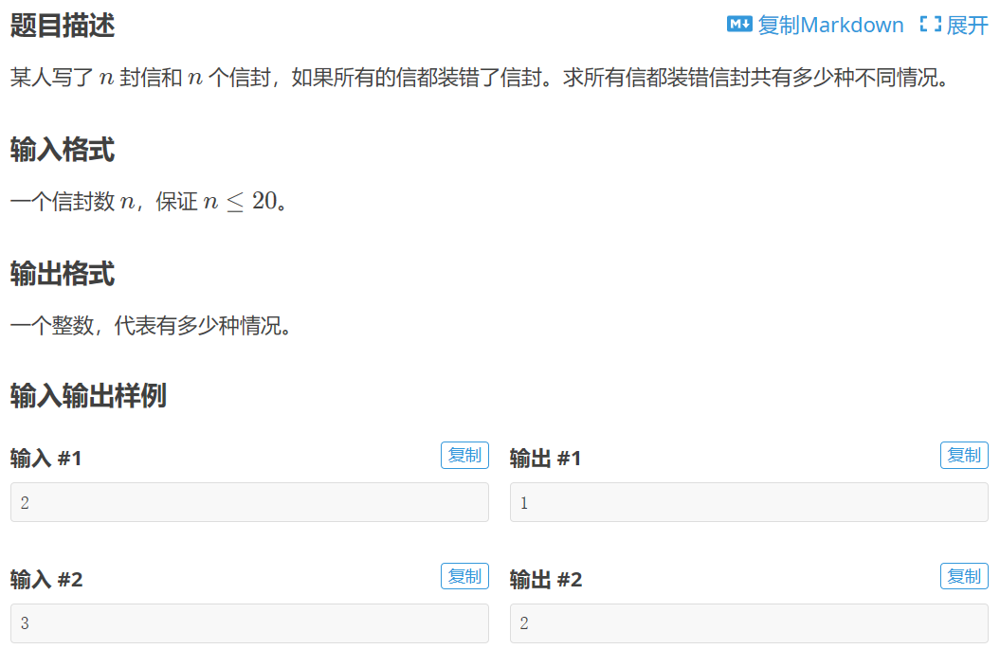 题目描述
M↓ 复制Markdown 展开
某人写了 n 封信和 n 个信封，如果所有的信都装错了信封。求所有信都装错信封共有多少种不同情况。
输入格式
一个信封数 n，保证 n ≤ 20。
输出格式
一个整数，代表有多少种情况。
输入输出样例
输入 #1 复制
2
输出 #1 复制
1
输入 #2 复制
3
输出 #2 复制
2